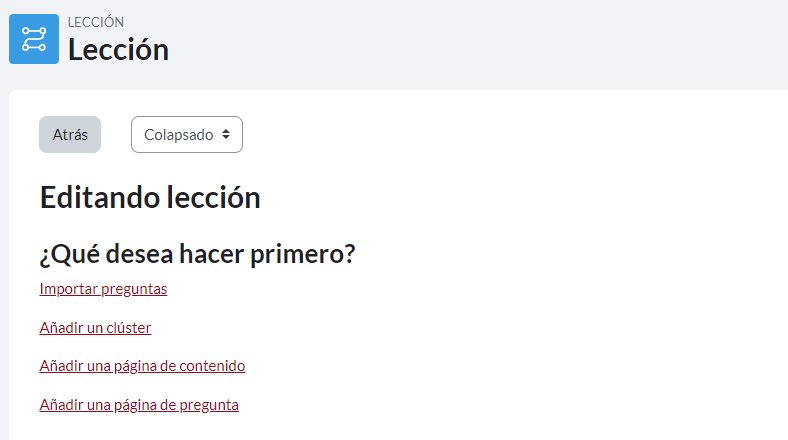 LECCIÓN
Lección
Atrás
Colapsado
Editando lección
¿Qué desea hacer primero?
Importar preguntas
Añadir un clúster
Añadir una página de contenido
Añadir una página de pregunta